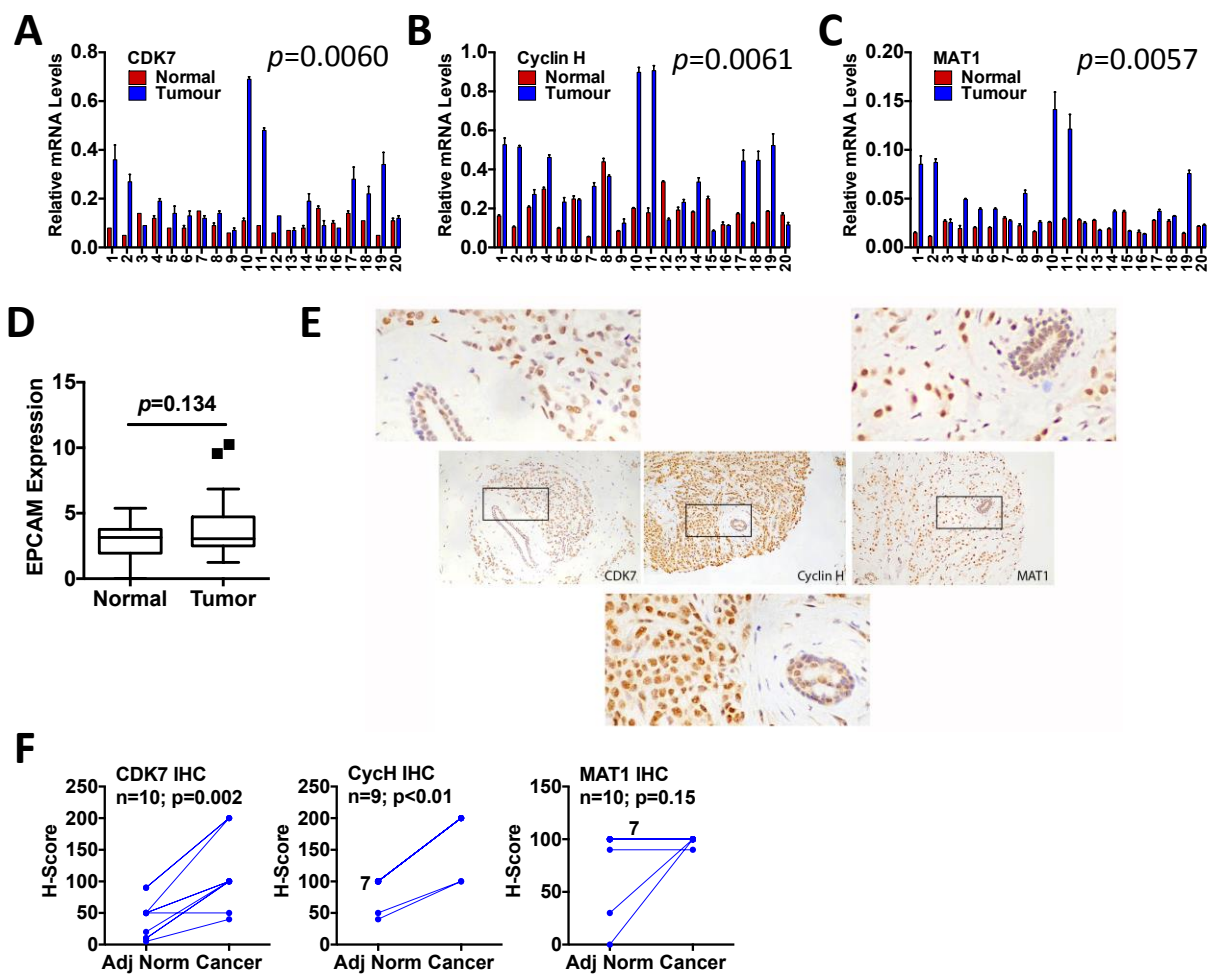 A
CDK7
Normal
Tumour
p=0.0060
Relative mRNA Levels
0.8
0.6
0.4
0.2
0.0
1 2 3 4 5 6 7 8 9 10 11 12 13 14 15 16 17 18 19 20
B
Cyclin H
Normal
Tumour
p=0.0061
Relative mRNA Levels
1.0
0.8
0.6
0.4
0.2
0.0
1 2 3 4 5 6 7 8 9 10 11 12 13 14 15 16 17 18 19 20
C
MAT1
Normal
Tumour
p=0.0057
Relative mRNA Levels
0.20
0.15
0.10
0.05
0.00
1 2 3 4 5 6 7 8 9 10 11 12 13 14 15 16 17 18 19 20
D
EPCAM Expression
15
10
5
0
p=0.134
Normal Tumor
E
CDK7
Cyclin H
MAT1
F
CDK7 IHC
n=10; p=0.002
H-Score
250
200
150
100
50
0
Adj Norm Cancer
CycH IHC
n=9; p<0.01
H-Score
250
200
150
100
50
0
7
Adj Norm Cancer
MAT1 IHC
n=10; p=0.15
H-Score
150
100
50
0
7
Adj Norm Cancer